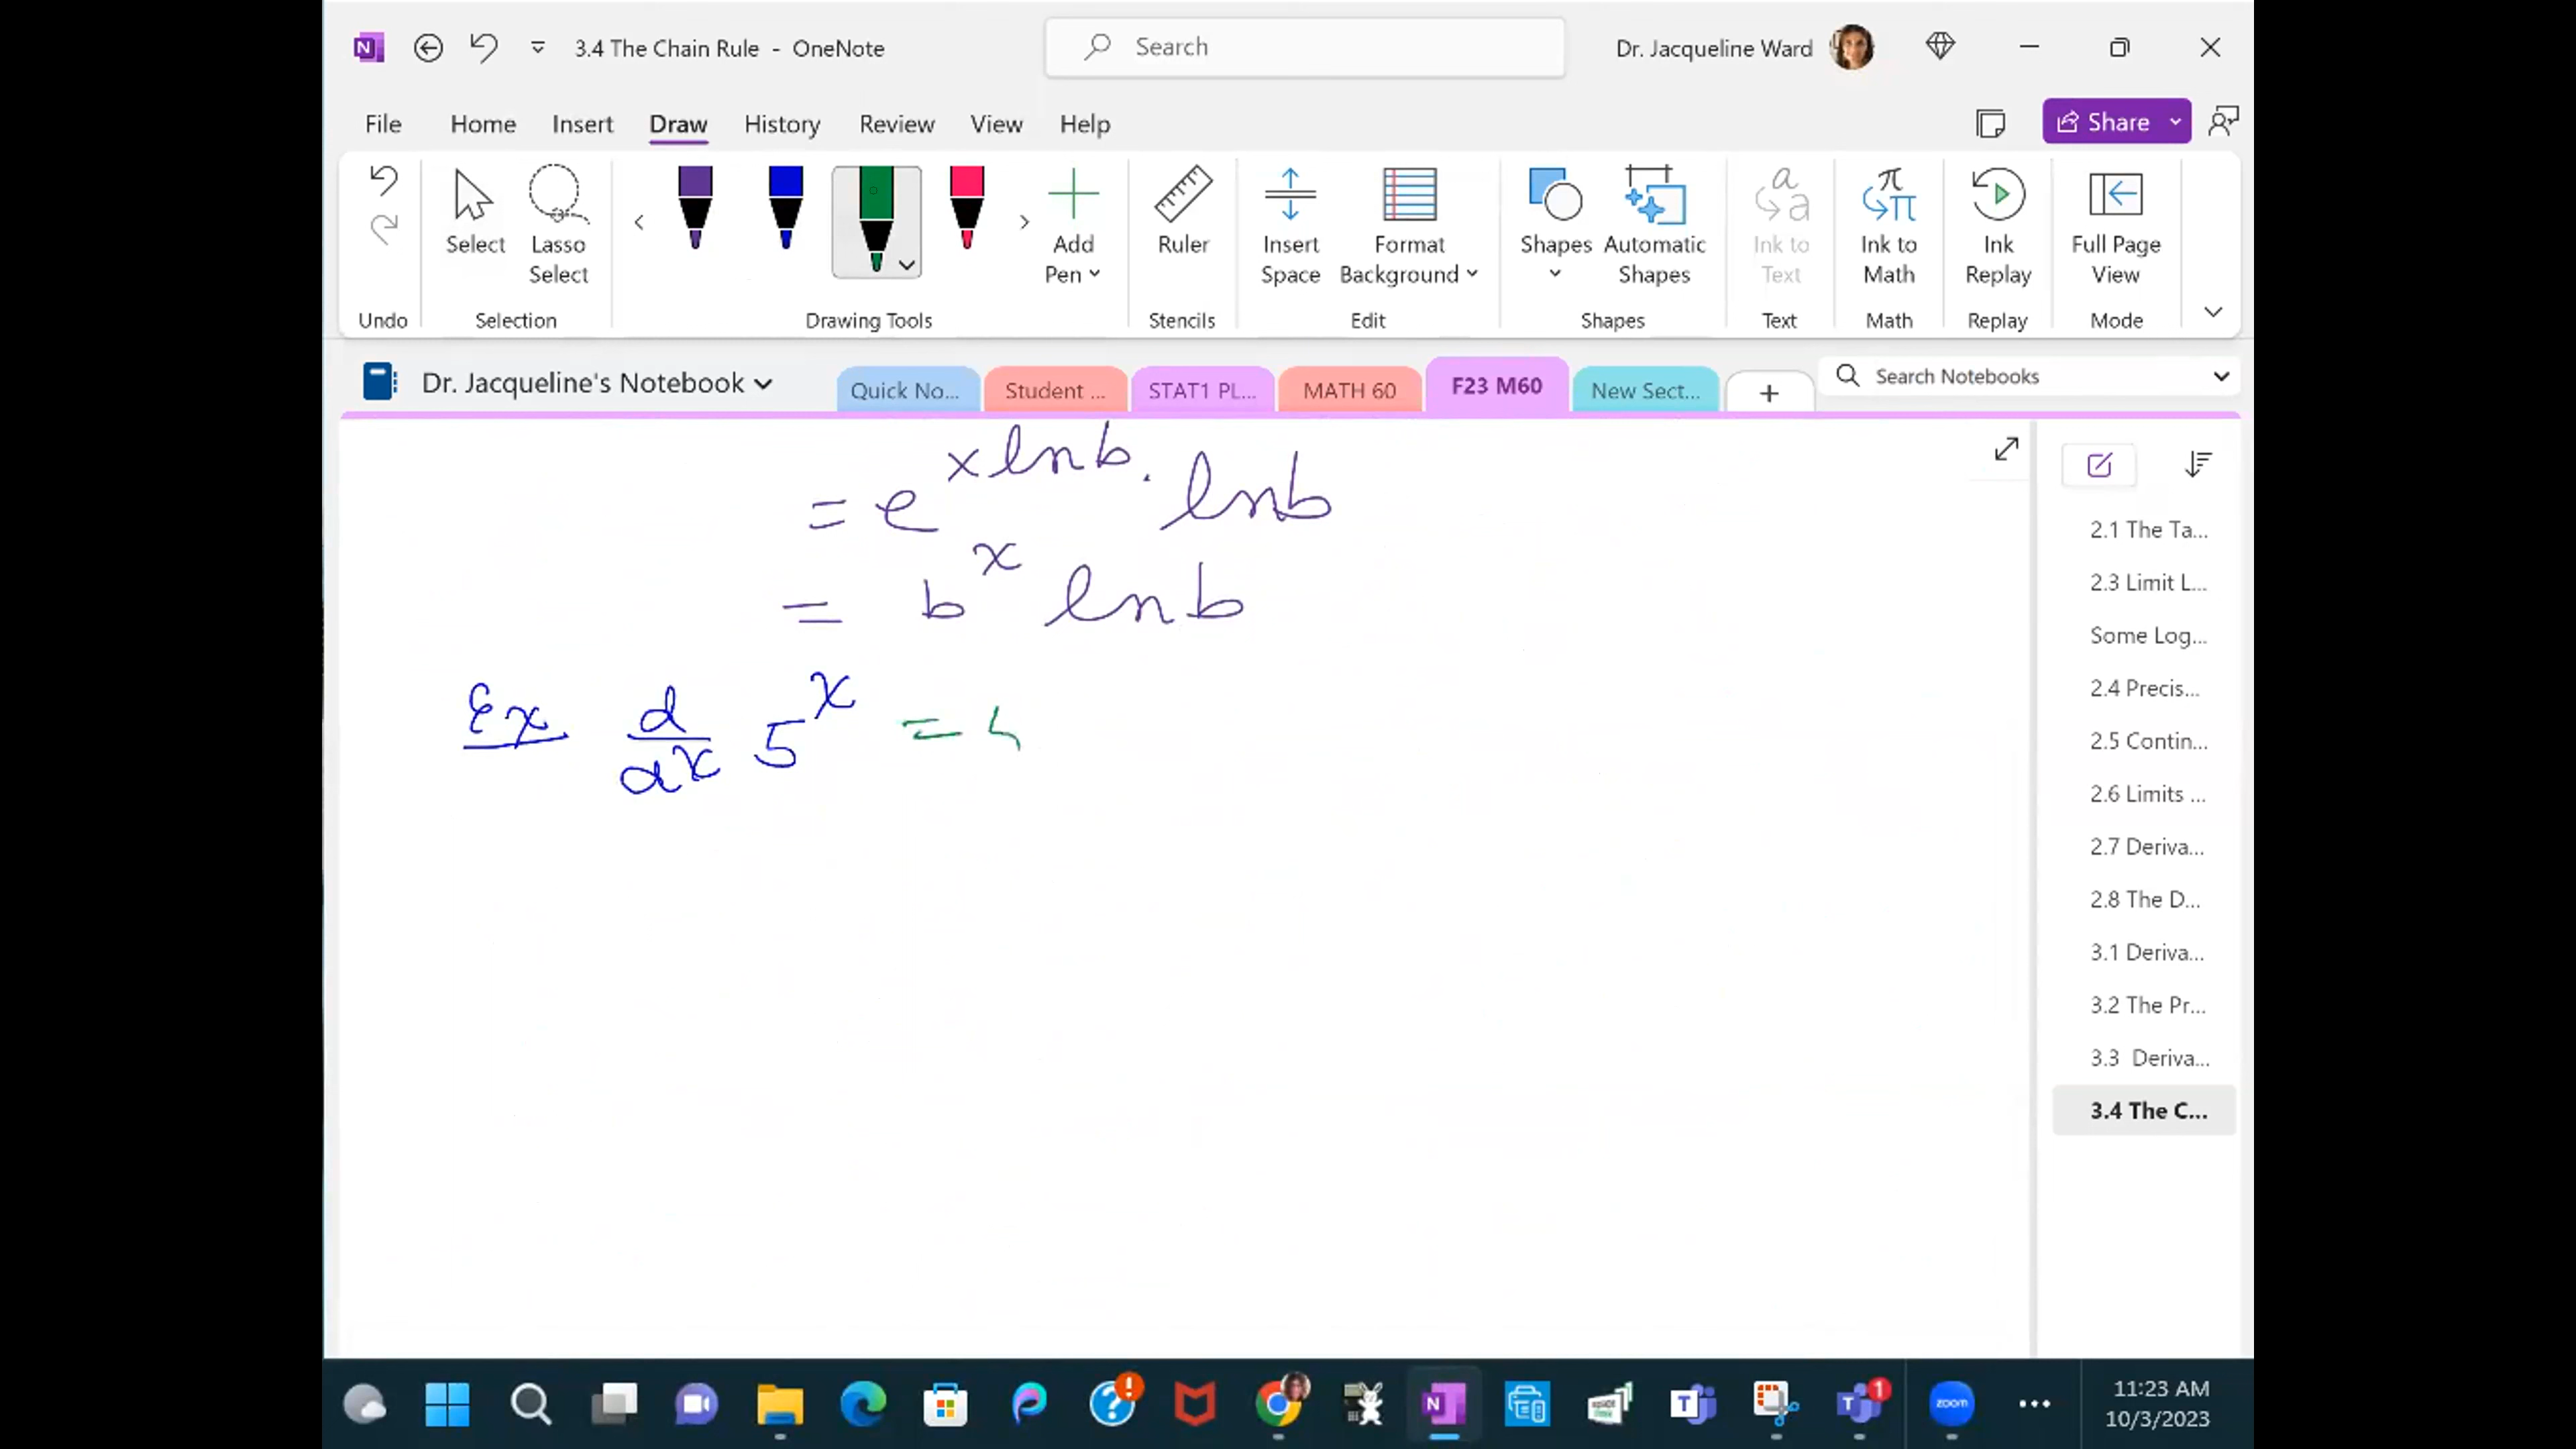 3.4 The Chain Rule - OneNote
Search
Dr. Jacqueline Ward
File Home Insert Draw History Review View Help
Share
Select
Lasso Select
Add Pen
Ruler
Insert Space
Format Background
Shapes
Automatic Shapes
Ink to Text
Ink to Math
Ink Replay
Full Page View
Undo Selection Drawing Tools Stencils Edit Shapes Text Math Replay Mode
Dr. Jacqueline's Notebook
Quick No... Student ... STAT1 PL... MATH 60 F23 M60 New Sect... +
Search Notebooks
= e^{x ln b} · ln b
= b^x ln b
Ex d/dx 5^x =
2.1 The Ta...
2.3 Limit L...
Some Log...
2.4 Precis...
2.5 Contin...
2.6 Limits ...
2.7 Deriva...
2.8 The D...
3.1 Deriva...
3.2 The Pr...
3.3 Deriva...
3.4 The C...
zoom
1
11:23 AM
10/3/2023